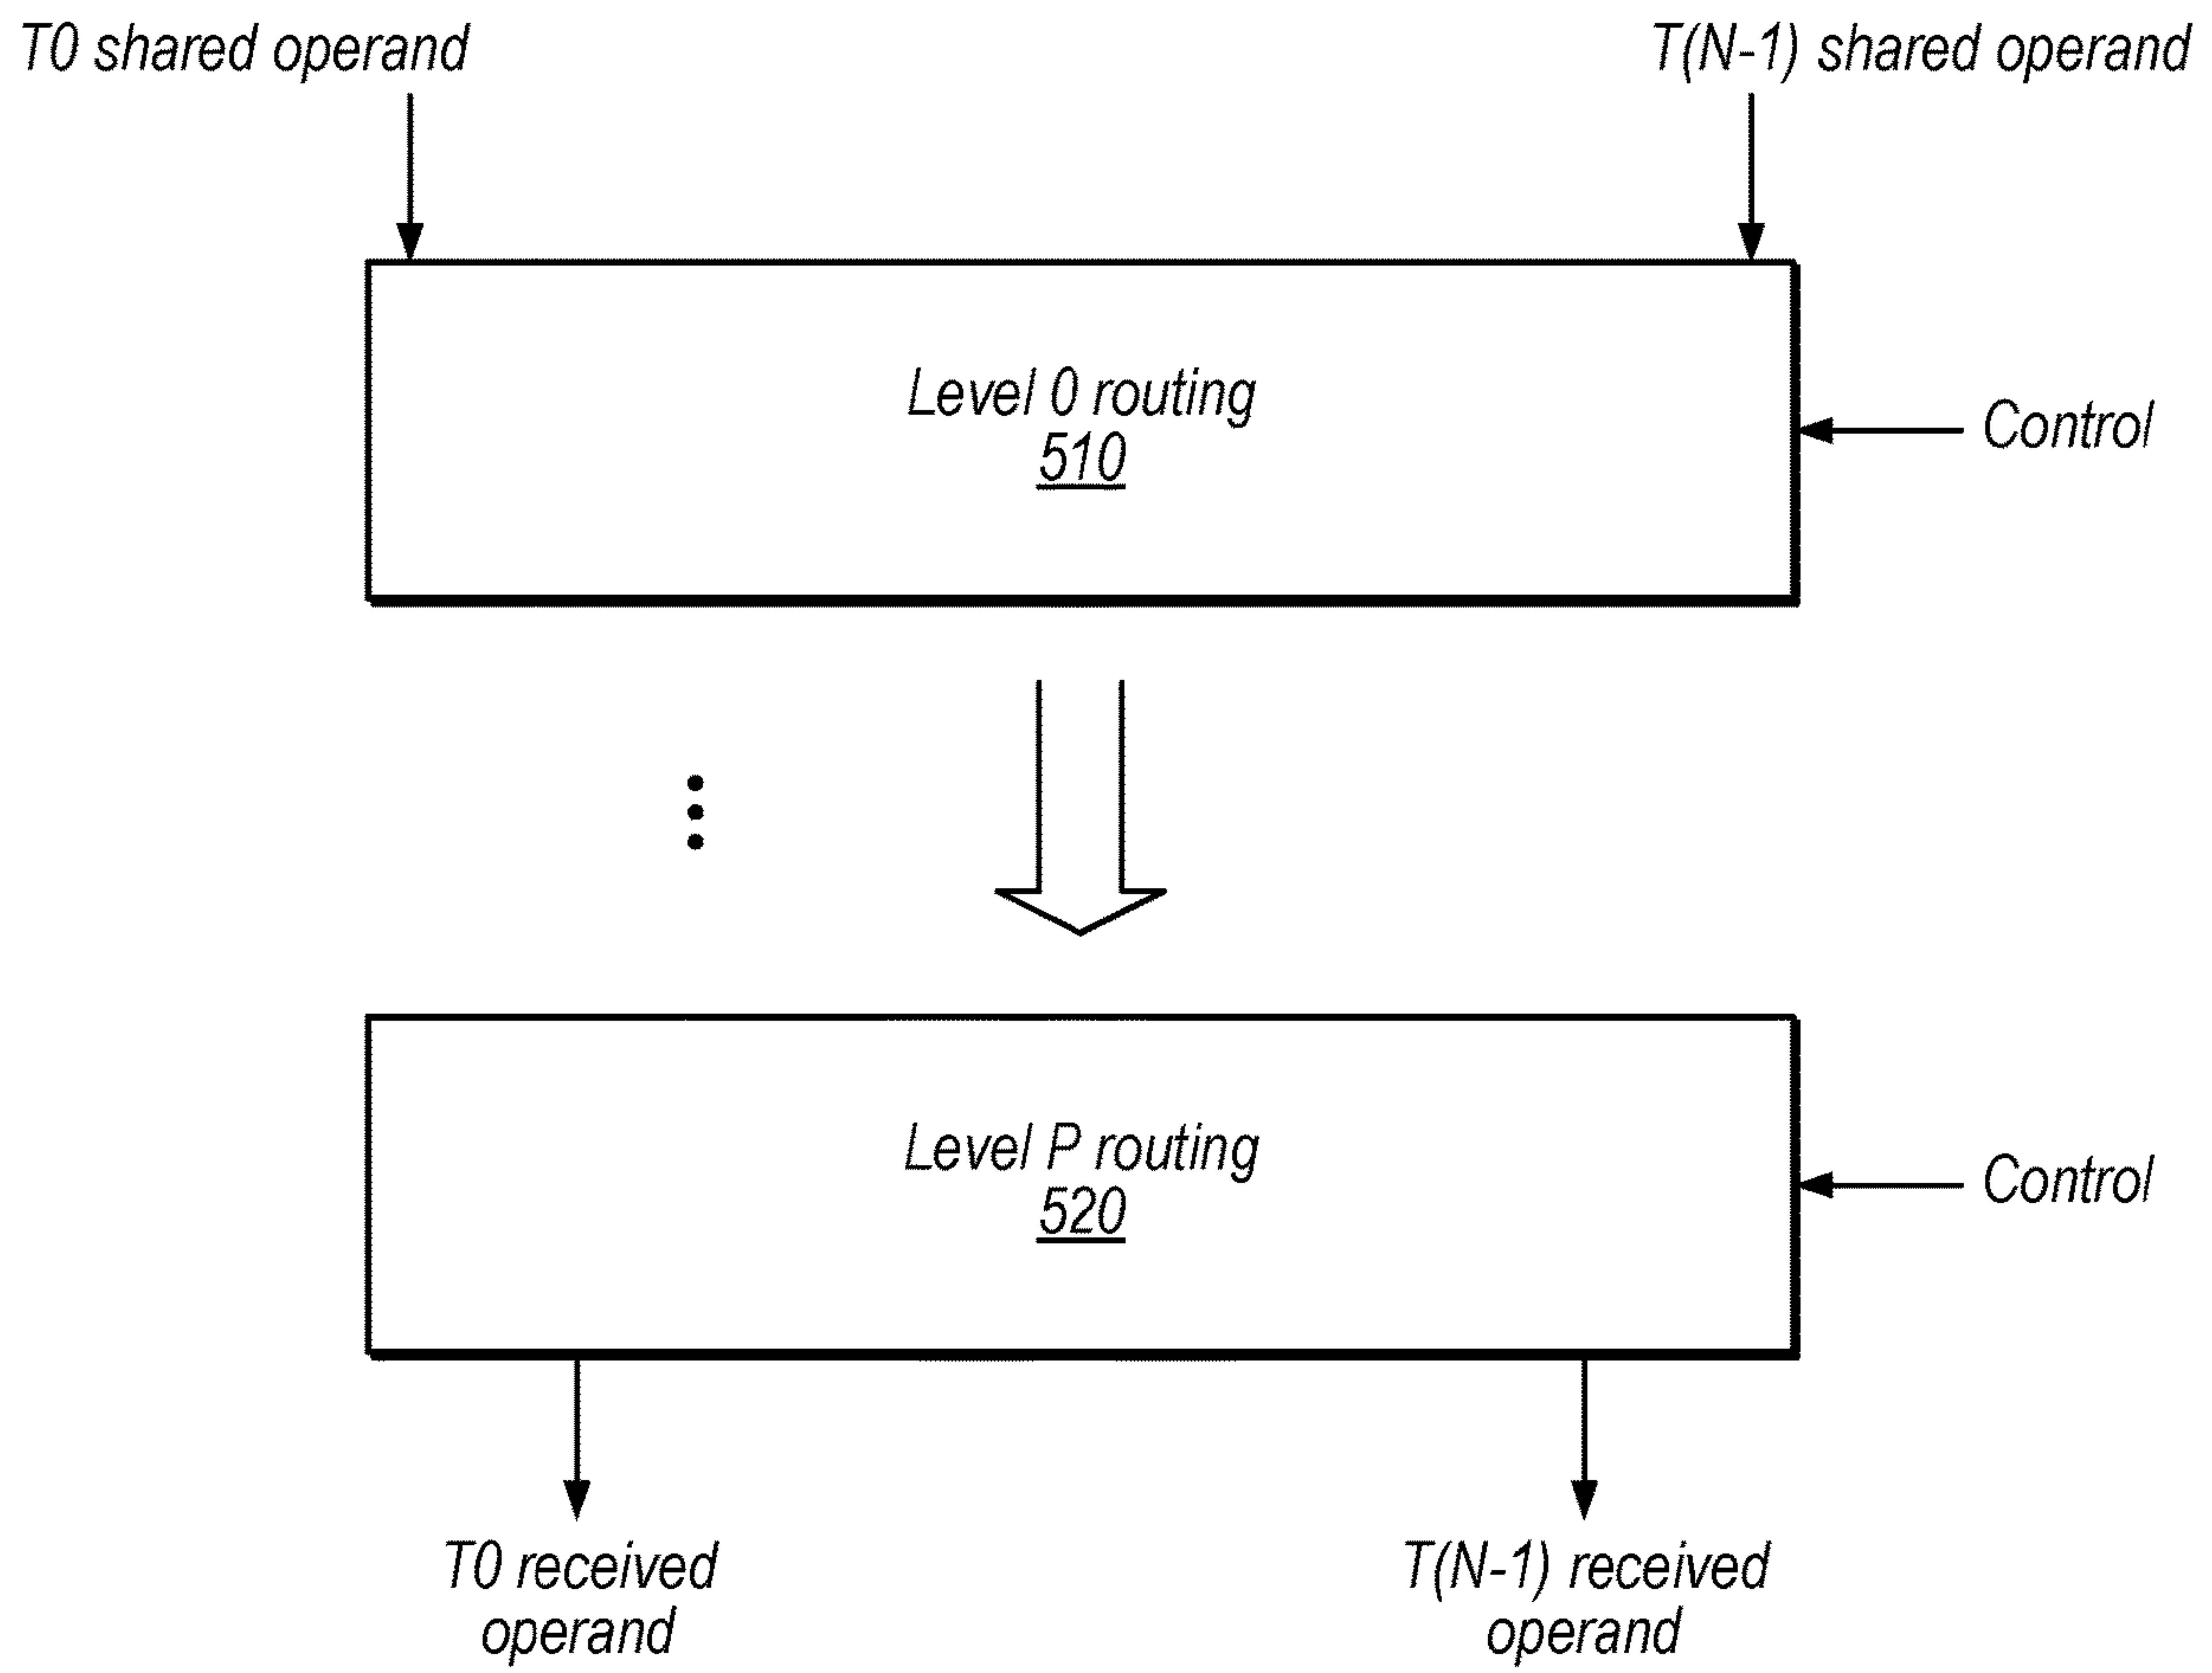 T0 shared operand
T(N-1) shared operand
Level 0 routing
510
Control
Level P routing
520
Control
T0 received
operand
T(N-1) received
operand